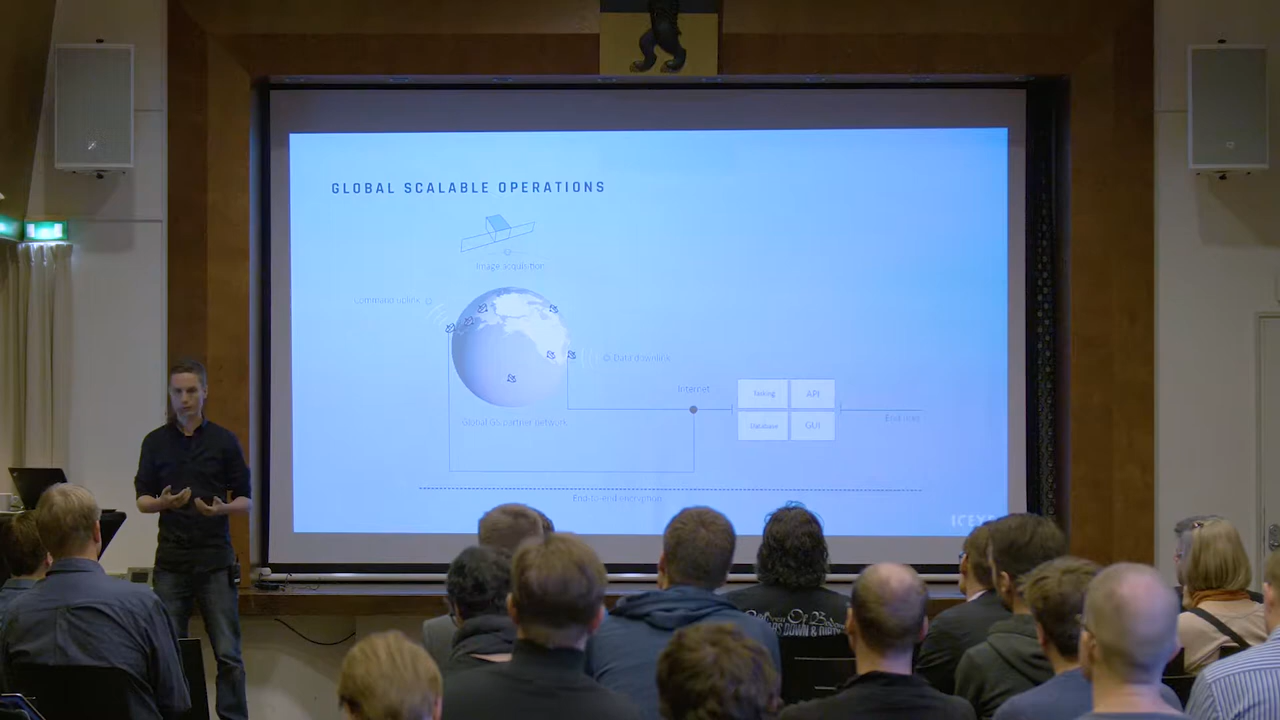 GLOBAL SCALABLE OPERATIONS
Image acquisition
Command uplink
Data downlink
Internet
Tasking
API
Database
GUI
End user
Global GS partner network
End-to-end encryption
ICEYE